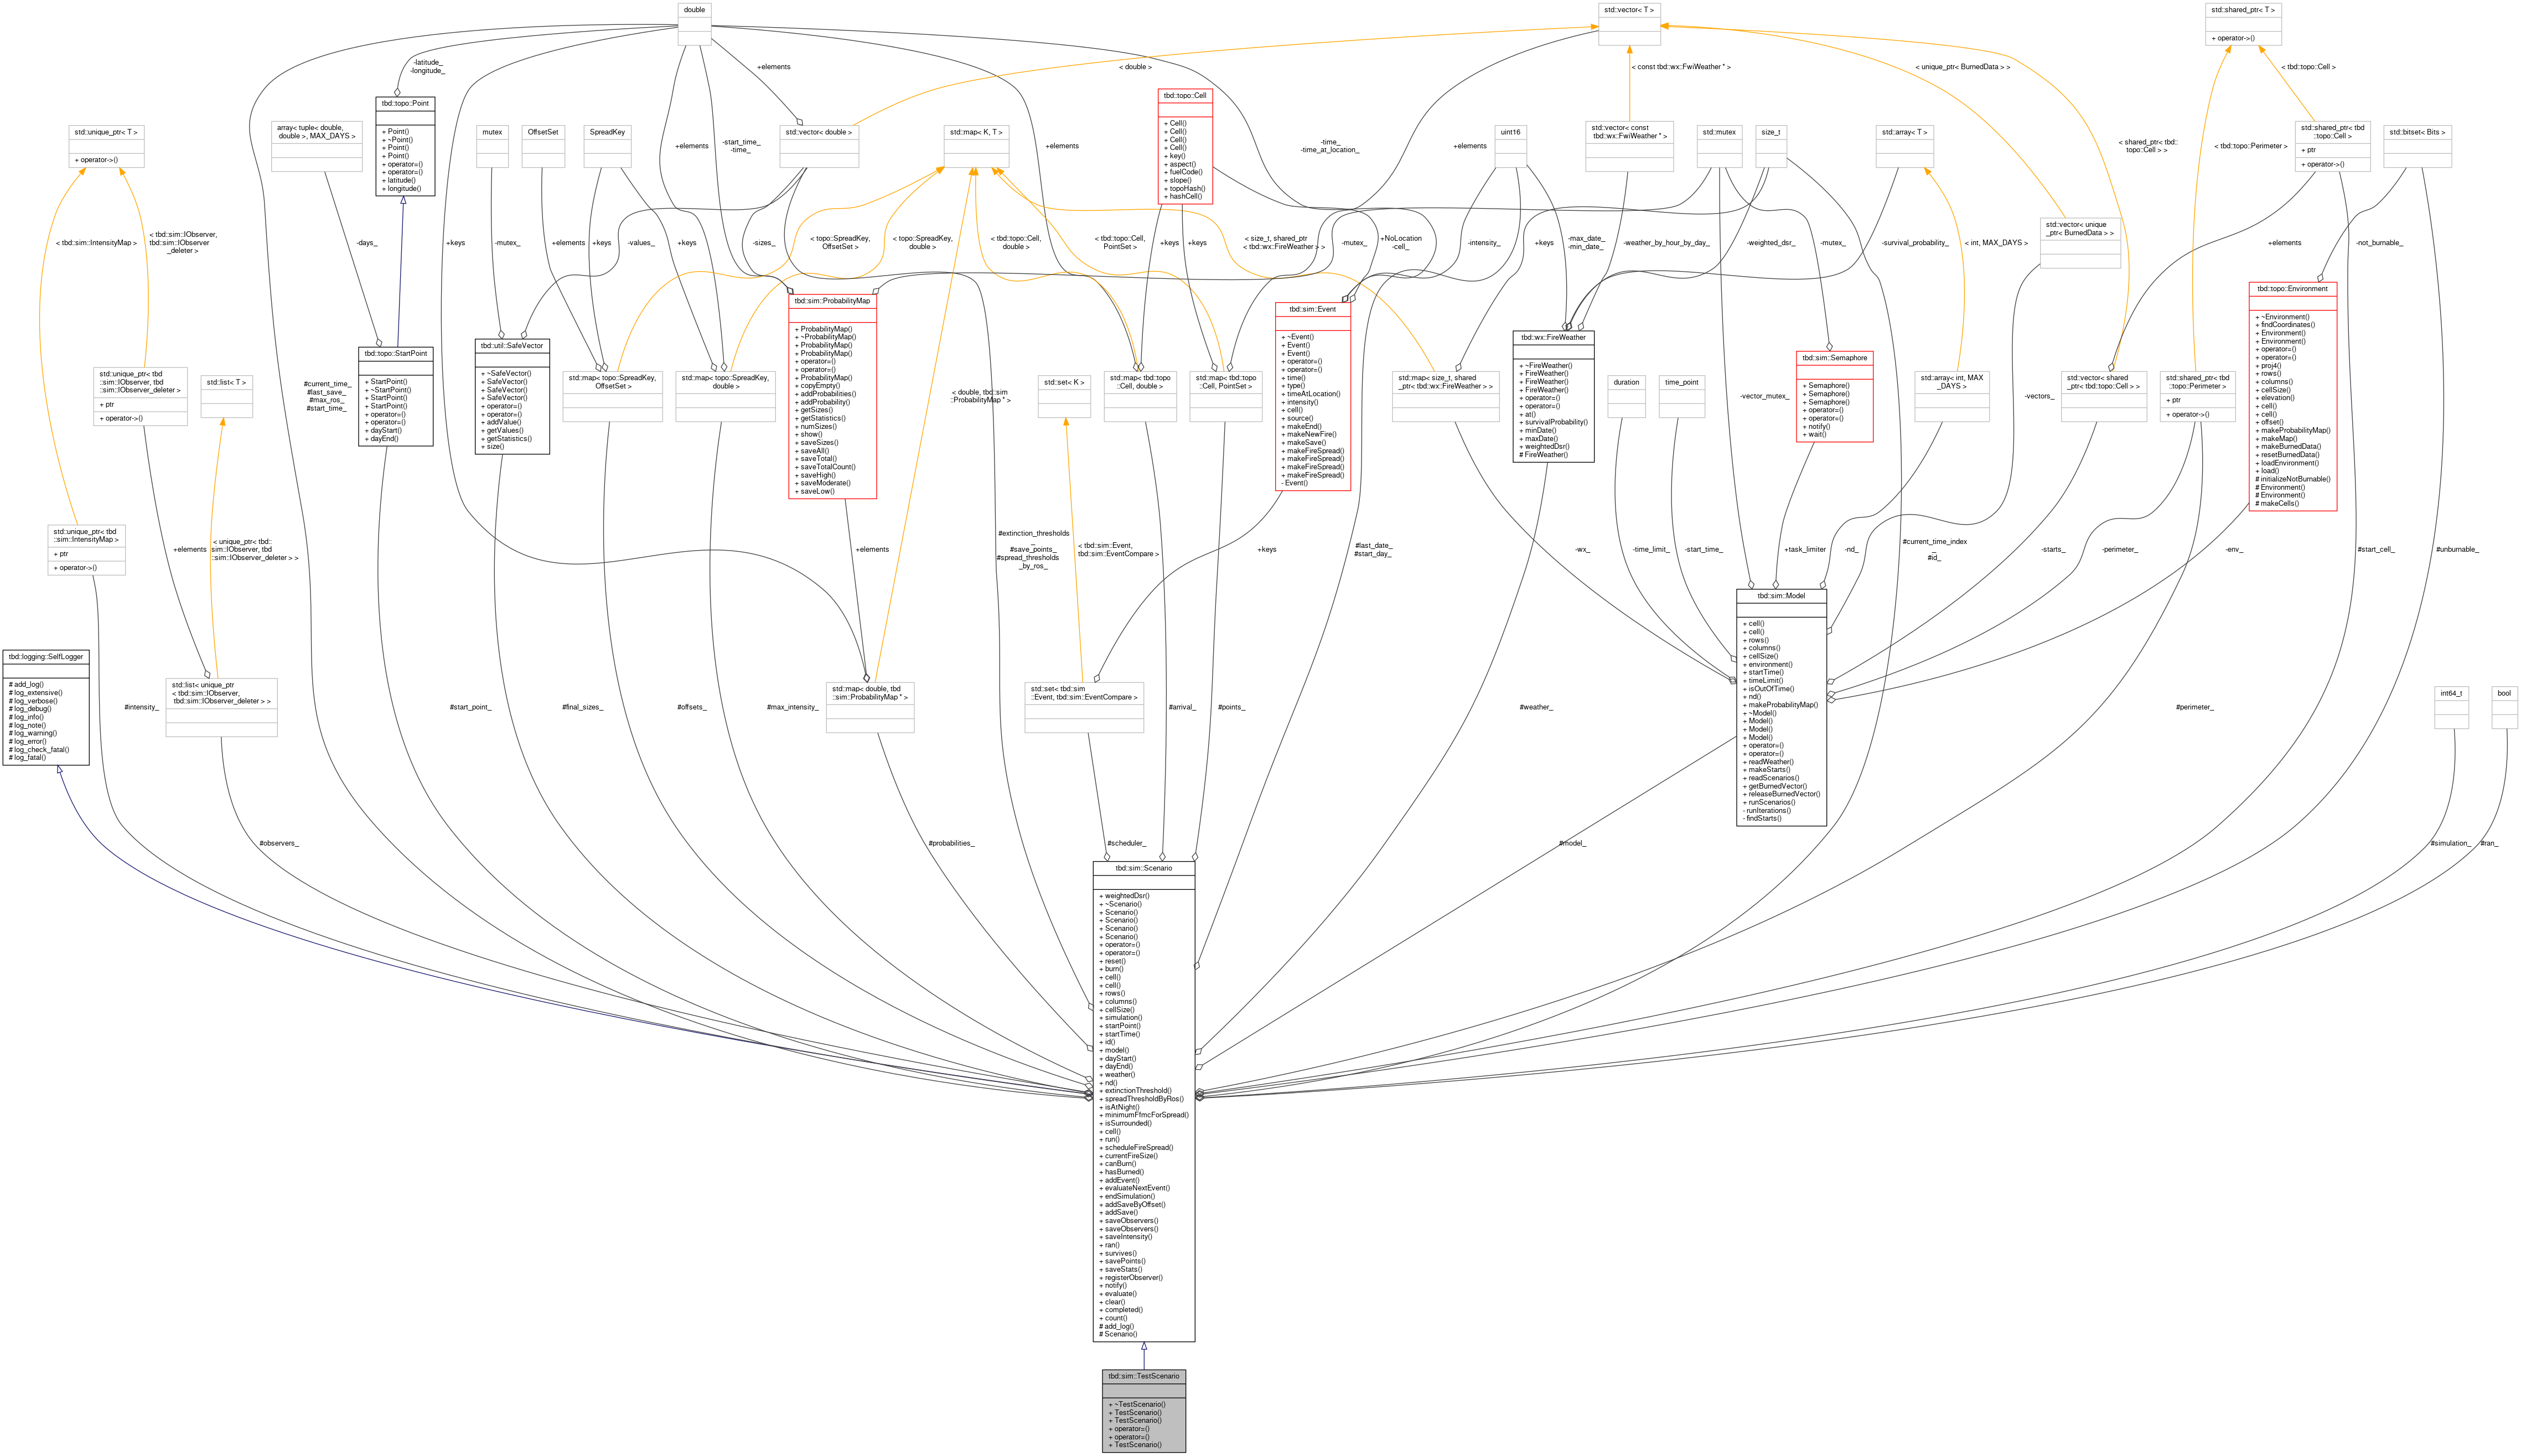 double
std::vector< T >
std::shared_ptr< T >
+ operator->()
-latitude_
-longitude_
+elements
< double >
< const tbd::wx::FwiWeather * >
< unique_ptr< BurnedData > >
< tbd::topo::Cell >
tbd::topo::Point
+ Point()
+ ~Point()
+ Point()
+ Point()
+ operator=()
+ operator=()
+ latitude()
+ longitude()
tbd::topo::Cell
+ Cell()
+ Cell()
+ Cell()
+ Cell()
+ key()
+ aspect()
+ fuelCode()
+ slope()
+ topoHash()
+ hashCell()
std::unique_ptr< T >
+ operator->()
array< tuple< double,
double >, MAX_DAYS >
mutex
OffsetSet
SpreadKey
+elements
-start_time_
-time_
std::vector< double >
std::map< K, T >
+elements
-time_
-time_at_location_
+elements
uint16
std::vector< const
tbd::wx::FwiWeather * >
std::mutex
size_t
std::array< T >
< shared_ptr< tbd::
topo::Cell > >
< tbd::topo::Perimeter >
std::shared_ptr< tbd
::topo::Cell >
+ ptr
+ operator->()
std::bitset< Bits >
< tbd::sim::IntensityMap >
< tbd::sim::IObserver,
tbd::sim::IObserver
_deleter >
-days_
+keys
-mutex_
+elements
+keys
-values_
+keys
-sizes_
< topo::SpreadKey,
OffsetSet >
< topo::SpreadKey,
double >
< tbd::topo::Cell,
double >
< tbd::topo::Cell,
PointSet >
+keys
+keys
< size_t, shared_ptr
< tbd::wx::FireWeather > >
-mutex_
+NoLocation
-cell_
-intensity_
+keys
-max_date_
-min_date_
-weather_by_hour_by_day_
-weighted_dsr_
-mutex_
-survival_probability_
< int, MAX_DAYS >
std::vector< unique
_ptr< BurnedData > >
+elements
-not_burnable_
tbd::sim::ProbabilityMap
+ ProbabilityMap()
+ ~ProbabilityMap()
+ ProbabilityMap()
+ ProbabilityMap()
+ operator=()
+ operator=()
+ ProbabilityMap()
+ copyEmpty()
+ addProbabilities()
+ addProbability()
+ getSizes()
+ getStatistics()
+ numSizes()
+ show()
+ saveSizes()
+ saveAll()
+ saveTotal()
+ saveTotalCount()
+ saveHigh()
+ saveModerate()
+ saveLow()
tbd::sim::Event
+ ~Event()
+ Event()
+ Event()
+ operator=()
+ operator=()
+ time()
+ type()
+ timeAtLocation()
+ intensity()
+ cell()
+ source()
+ makeEnd()
+ makeNewFire()
+ makeSave()
+ makeFireSpread()
+ makeFireSpread()
+ makeFireSpread()
+ makeFireSpread()
- Event()
tbd::topo::Environment
+ ~Environment()
+ findCoordinates()
+ Environment()
+ Environment()
+ operator=()
+ operator=()
+ proj4()
+ rows()
+ columns()
+ cellSize()
+ elevation()
+ cell()
+ cell()
+ offset()
+ makeProbabilityMap()
+ makeMap()
+ makeBurnedData()
+ resetBurnedData()
+ loadEnvironment()
+ load()
# initializeNotBurnable()
# Environment()
# Environment()
# makeCells()
tbd::topo::StartPoint
+ StartPoint()
+ ~StartPoint()
+ StartPoint()
+ StartPoint()
+ operator=()
+ operator=()
+ dayStart()
+ dayEnd()
tbd::util::SafeVector
+ ~SafeVector()
+ SafeVector()
+ SafeVector()
+ SafeVector()
+ operator=()
+ operator=()
+ addValue()
+ getValues()
+ getStatistics()
+ size()
tbd::wx::FireWeather
+ ~FireWeather()
+ FireWeather()
+ FireWeather()
+ FireWeather()
+ operator=()
+ operator=()
+ at()
+ survivalProbability()
+ minDate()
+ maxDate()
+ weightedDsr()
# FireWeather()
tbd::sim::Semaphore
+ Semaphore()
+ Semaphore()
+ Semaphore()
+ operator=()
+ operator=()
+ notify()
+ wait()
std::unique_ptr< tbd
::sim::IObserver, tbd
::sim::IObserver_deleter >
+ ptr
+ operator->()
std::list< T >
#current_time_
#last_save_
#max_ros_
#start_time_
std::map< topo::SpreadKey,
OffsetSet >
std::map< topo::SpreadKey,
double >
< double, tbd::sim
::ProbabilityMap * >
std::set< K >
std::map< tbd::topo
::Cell, double >
std::map< tbd::topo
::Cell, PointSet >
std::map< size_t, shared
_ptr< tbd::wx::FireWeather > >
duration
time_point
-vector_mutex_
std::array< int, MAX
_DAYS >
-vectors_
std::vector< shared
_ptr< tbd::topo::Cell > >
std::shared_ptr< tbd
::topo::Perimeter >
+ ptr
+ operator->()
std::unique_ptr< tbd
::sim::IntensityMap >
+ ptr
+ operator->()
+elements
< unique_ptr< tbd::
sim::IObserver, tbd
::sim::IObserver_deleter > >
+elements
#extinction_thresholds
_
#save_points_
#spread_thresholds
_by_ros_
< tbd::sim::Event,
tbd::sim::EventCompare >
+keys
#last_date_
#start_day_
-wx_
-time_limit_
-start_time_
+task_limiter
-nd_
#current_time_index
_
#id_
-starts_
-perimeter_
-env_
#start_cell_
#unburnable_
tbd::sim::Model
+ cell()
+ cell()
+ rows()
+ columns()
+ cellSize()
+ environment()
+ startTime()
+ timeLimit()
+ isOutOfTime()
+ nd()
+ makeProbabilityMap()
+ ~Model()
+ Model()
+ Model()
+ Model()
+ operator=()
+ operator=()
+ readWeather()
+ makeStarts()
+ readScenarios()
+ getBurnedVector()
+ releaseBurnedVector()
+ runScenarios()
- runIterations()
- findStarts()
tbd::logging::SelfLogger
# add_log()
# log_extensive()
# log_verbose()
# log_debug()
# log_info()
# log_note()
# log_warning()
# log_error()
# log_check_fatal()
# log_fatal()
#intensity_
std::list< unique_ptr
< tbd::sim::IObserver,
tbd::sim::IObserver_deleter > >
#start_point_
#final_sizes_
#offsets_
#max_intensity_
std::map< double, tbd
::sim::ProbabilityMap * >
std::set< tbd::sim
::Event, tbd::sim::EventCompare >
#arrival_
#points_
#weather_
#perimeter_
int64_t
bool
#observers_
#probabilities_
#scheduler_
#model_
#simulation_
#ran_
tbd::sim::Scenario
+ weightedDsr()
+ ~Scenario()
+ Scenario()
+ Scenario()
+ Scenario()
+ Scenario()
+ operator=()
+ operator=()
+ reset()
+ burn()
+ cell()
+ cell()
+ rows()
+ columns()
+ cellSize()
+ simulation()
+ startPoint()
+ startTime()
+ id()
+ model()
+ dayStart()
+ dayEnd()
+ weather()
+ nd()
+ extinctionThreshold()
+ spreadThresholdByRos()
+ isAtNight()
+ minimumFfmcForSpread()
+ isSurrounded()
+ cell()
+ run()
+ scheduleFireSpread()
+ currentFireSize()
+ canBurn()
+ hasBurned()
+ addEvent()
+ evaluateNextEvent()
+ endSimulation()
+ addSaveByOffset()
+ addSave()
+ saveObservers()
+ saveObservers()
+ saveIntensity()
+ ran()
+ survives()
+ savePoints()
+ saveStats()
+ registerObserver()
+ notify()
+ evaluate()
+ clear()
+ completed()
+ count()
# add_log()
# Scenario()
tbd::sim::TestScenario
+ ~TestScenario()
+ TestScenario()
+ TestScenario()
+ operator=()
+ operator=()
+ TestScenario()